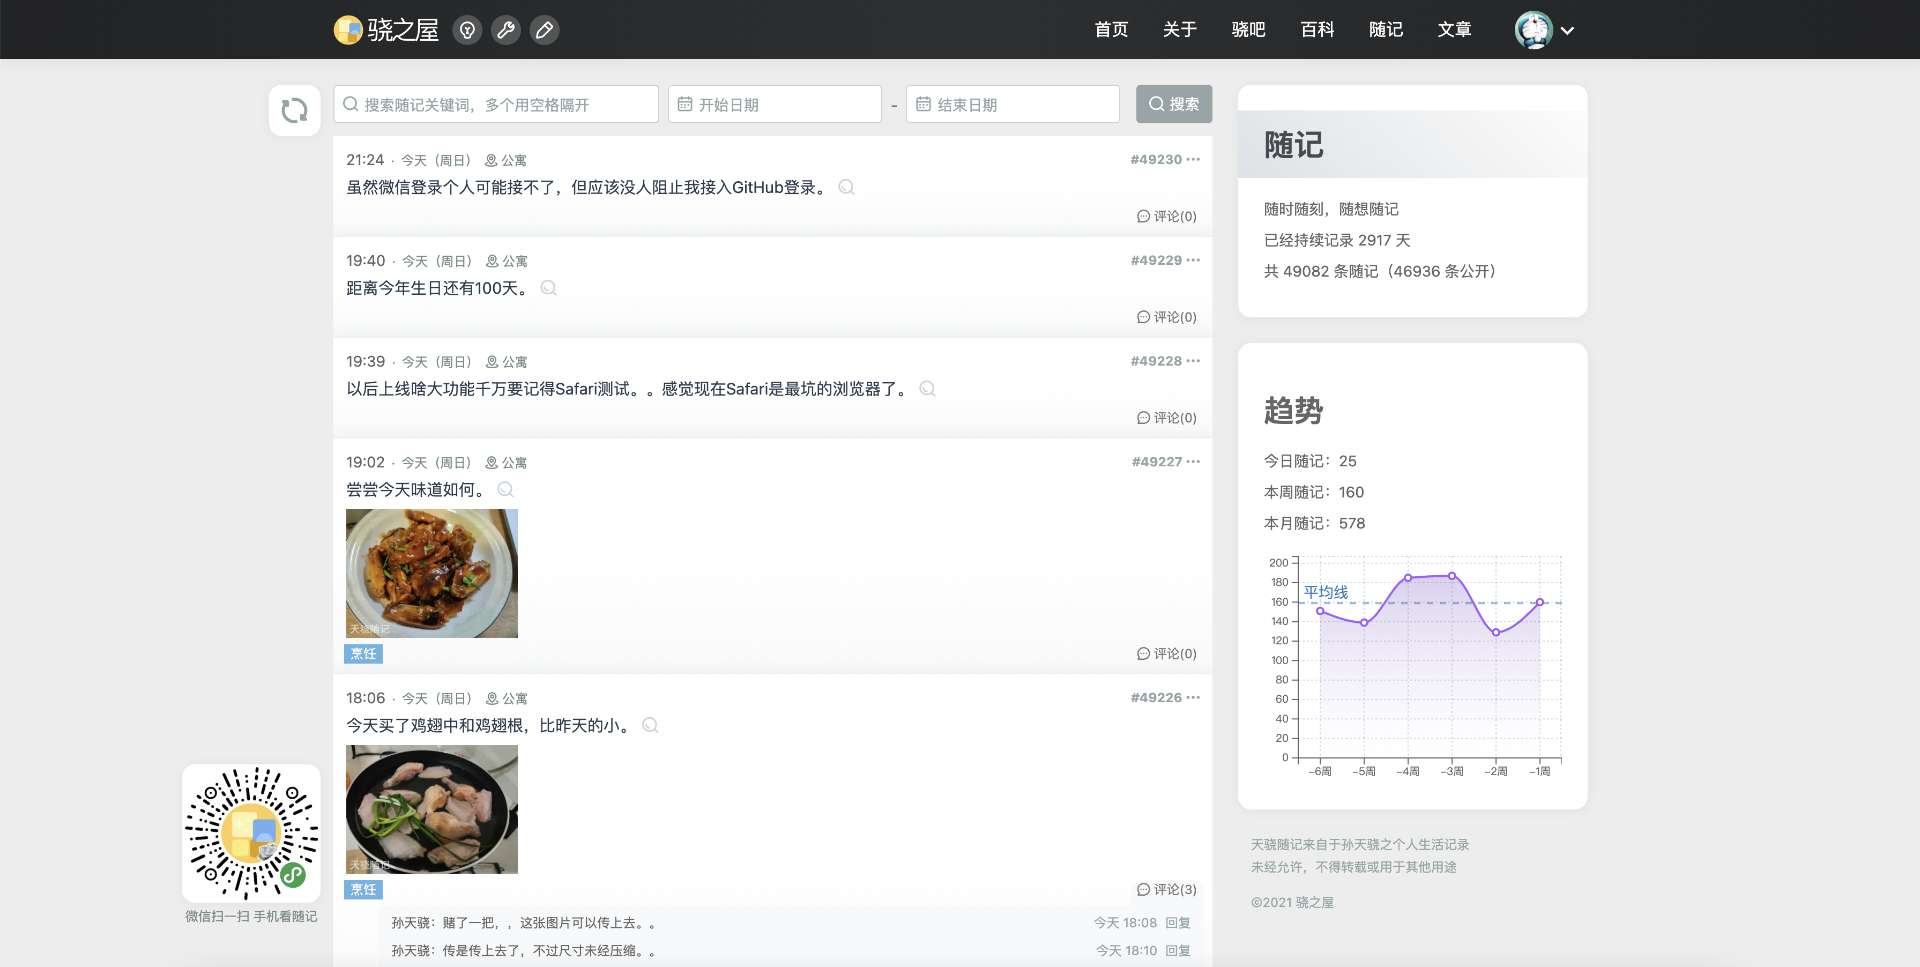 骁之屋
首页 关于 骁吧 百科 随记 文章
搜索随记关键词，多个用空格隔开
开始日期 - 结束日期
搜索
21:24 · 今天（周日） 公寓 #49230
虽然微信登录个人可能接不了，但应该没人阻止我接入GitHub登录。
评论(0)
19:40 · 今天（周日） 公寓 #49229
距离今年生日还有100天。
评论(0)
19:39 · 今天（周日） 公寓 #49228
以后上线啥大功能千万要记得Safari测试。。感觉现在Safari是最坑的浏览器了。
评论(0)
19:02 · 今天（周日） 公寓 #49227
尝尝今天味道如何。
天骁随记
烹饪
评论(0)
18:06 · 今天（周日） 公寓 #49226
今天买了鸡翅中和鸡翅根，比昨天的小。
天骁随记
烹饪
评论(3)
孙天骁：赌了一把，，这张图片可以传上去。。 今天 18:08 回复
孙天骁：传是传上去了，不过尺寸未经压缩。。 今天 18:10 回复
微信扫一扫 手机看随记
随记
随时随刻，随想随记
已经持续记录 2917 天
共 49082 条随记（46936 条公开）
趋势
今日随记：25
本周随记：160
本月随记：578
200
180
平均线
160
140
120
100
80
60
40
20
0
-6周 -5周 -4周 -3周 -2周 -1周
天骁随记来自于孙天骁之个人生活记录
未经允许，不得转载或用于其他用途
©2021 骁之屋